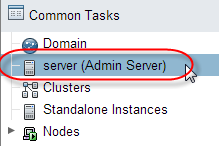 Common Tasks
Domain
server (Admin Server)
Clusters
Standalone Instances
Nodes